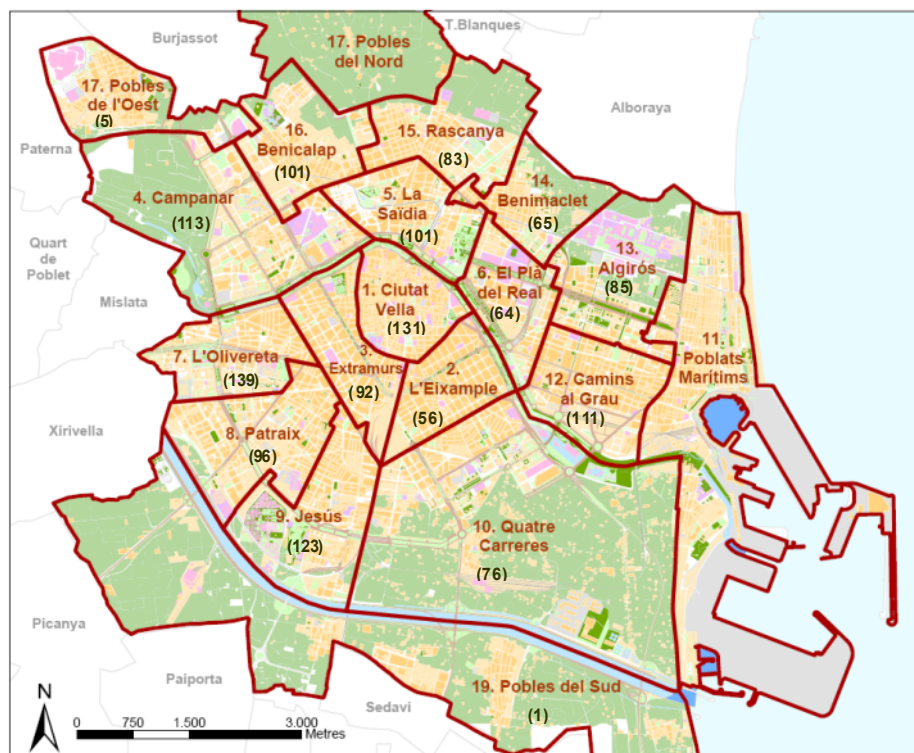 Burjassot
T.Blanques
17. Pobles
del Nord
17. Pobles
de l'Oest
(5)
Alboraya
16.
Benicalap
(101)
15. Rascanya
(83)
Paterna
4. Campanar
(113)
5. La
Saïdia
(101)
14.
Benimaclet
(65)
Quart
de
Poblet
13.
Algirós
(85)
6. El Pla
del Real
(64)
Mislata
1. Ciutat
Vella
(131)
11.
Poblats
Marítims
7. L'Olivereta
(139)
3.
Extramurs
(92)
2.
L'Eixample
(56)
12. Camins
al Grau
(111)
Xirivella
8. Patraix
(96)
9. Jesús
(123)
10. Quatre
Carreres
(76)
Picanya
Paiporta
Sedaví
19. Pobles del Sud
(1)
N
0 750 1.500 3.000
Metres